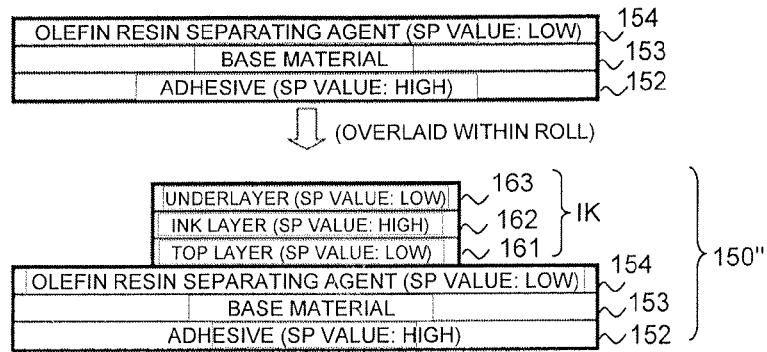 OLEFIN RESIN SEPARATING AGENT (SP VALUE: LOW) 154
BASE MATERIAL 153
ADHESIVE (SP VALUE: HIGH) 152
(OVERLAID WITHIN ROLL)
UNDERLAYER (SP VALUE: LOW) 163
INK LAYER (SP VALUE: HIGH) 162
TOP LAYER (SP VALUE: LOW) 161
IK
OLEFIN RESIN SEPARATING AGENT (SP VALUE: LOW) 154
BASE MATERIAL 153
ADHESIVE (SP VALUE: HIGH) 152
150"